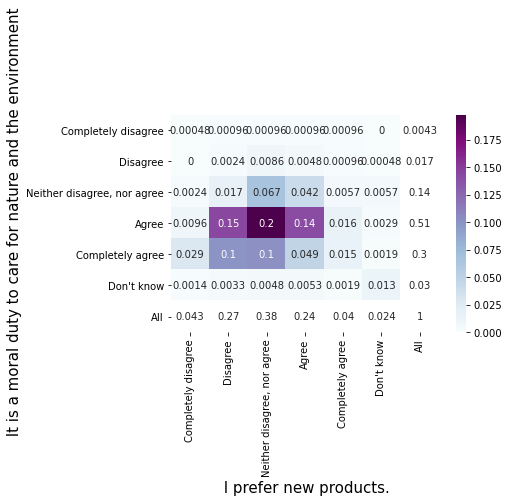 It is a moral duty to care for nature and the environment
Completely disagree 0.00048 0.00096 0.00096 0.00096 0.00096 0 0.0043
Disagree 0 0.0024 0.0086 0.0048 0.00096 0.00048 0.017
Neither disagree, nor agree 0.0024 0.017 0.067 0.042 0.0057 0.0057 0.14
Agree 0.0096 0.15 0.2 0.14 0.016 0.0029 0.51
Completely agree 0.029 0.1 0.1 0.049 0.015 0.0019 0.3
Don't know 0.0014 0.0033 0.0048 0.0053 0.0019 0.013 0.03
All 0.043 0.27 0.38 0.24 0.04 0.024 1
Completely disagree
Disagree
Neither disagree, nor agree
Agree
Completely agree
Don't know
All
I prefer new products.
0.175
0.150
0.125
0.100
0.075
0.050
0.025
0.000